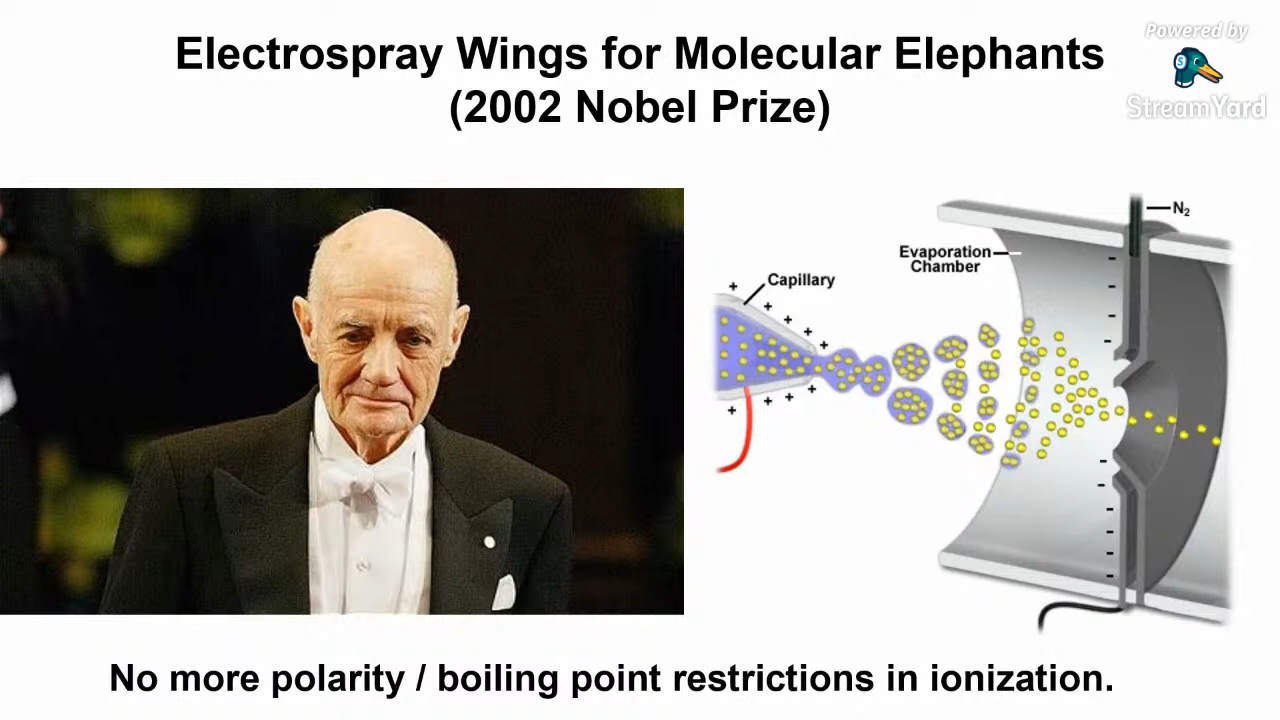 Electrospray Wings for Molecular Elephants
(2002 Nobel Prize)
Powered by
S
StreamYard
N₂
Evaporation
Chamber
Capillary
No more polarity / boiling point restrictions in ionization.